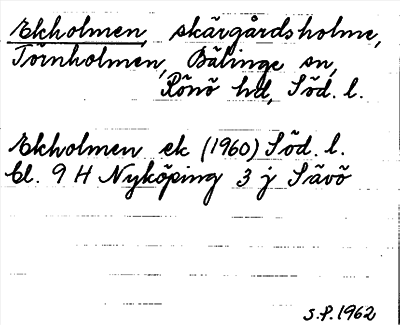 Ekholmen, skärgårdsholme,
Törnholmen, Bälinge sn,
Rönö hd, Söd. l.
Ekholmen ek (1960) Söd. l.
bl. 9 H Nyköping 3 j Sävö
S.P. 1962